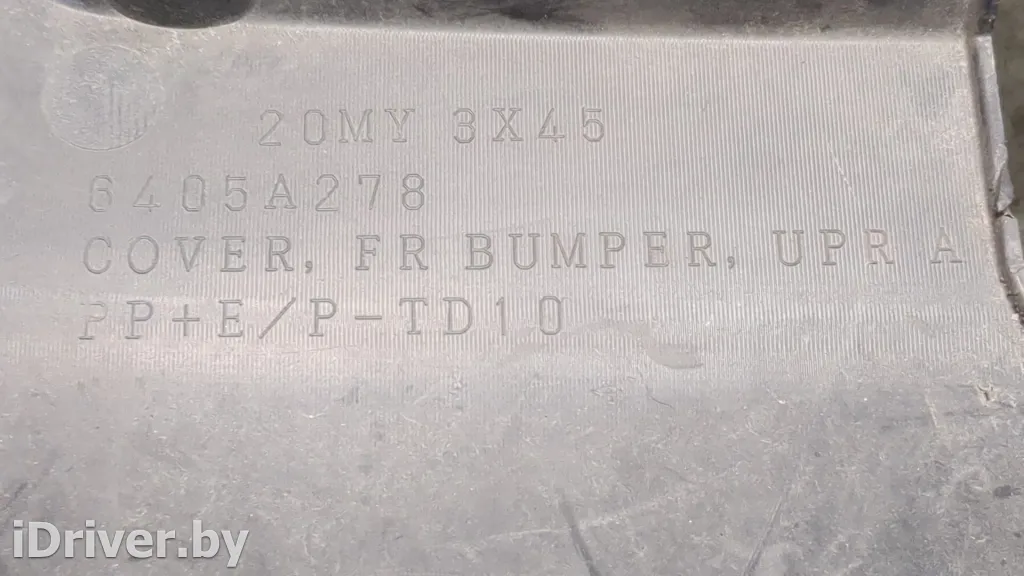 20MY 3X45
6405A278
COVER, FR BUMPER, UPR A
PP+E/P-TD10
iDriver.by